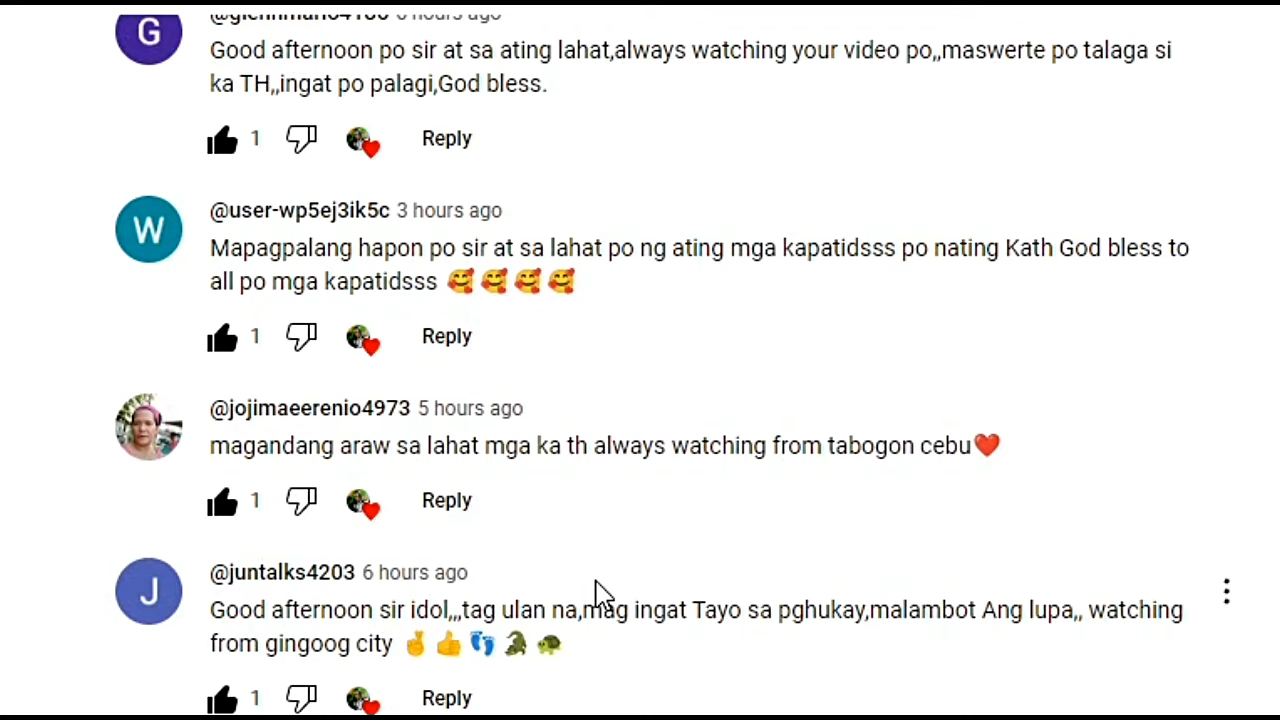 G
Good afternoon po sir at sa ating lahat,always watching your video po,,maswerte po talaga si
ka TH,,ingat po palagi,God bless.
1 Reply
W
@user-wp5ej3ik5c 3 hours ago
Mapagpalang hapon po sir at sa lahat po ng ating mga kapatidsss po nating Kath God bless to
all po mga kapatidsss 🥰🥰🥰🥰
1 Reply
@jojimaeerenio4973 5 hours ago
magandang araw sa lahat mga ka th always watching from tabogon cebu❤️
1 Reply
J
@juntalks4203 6 hours ago
Good afternoon sir idol,,,tag ulan na,mag ingat Tayo sa pghukay,malambot Ang lupa,, watching
from gingoog city ✌️👍👣🐊🐢
1 Reply